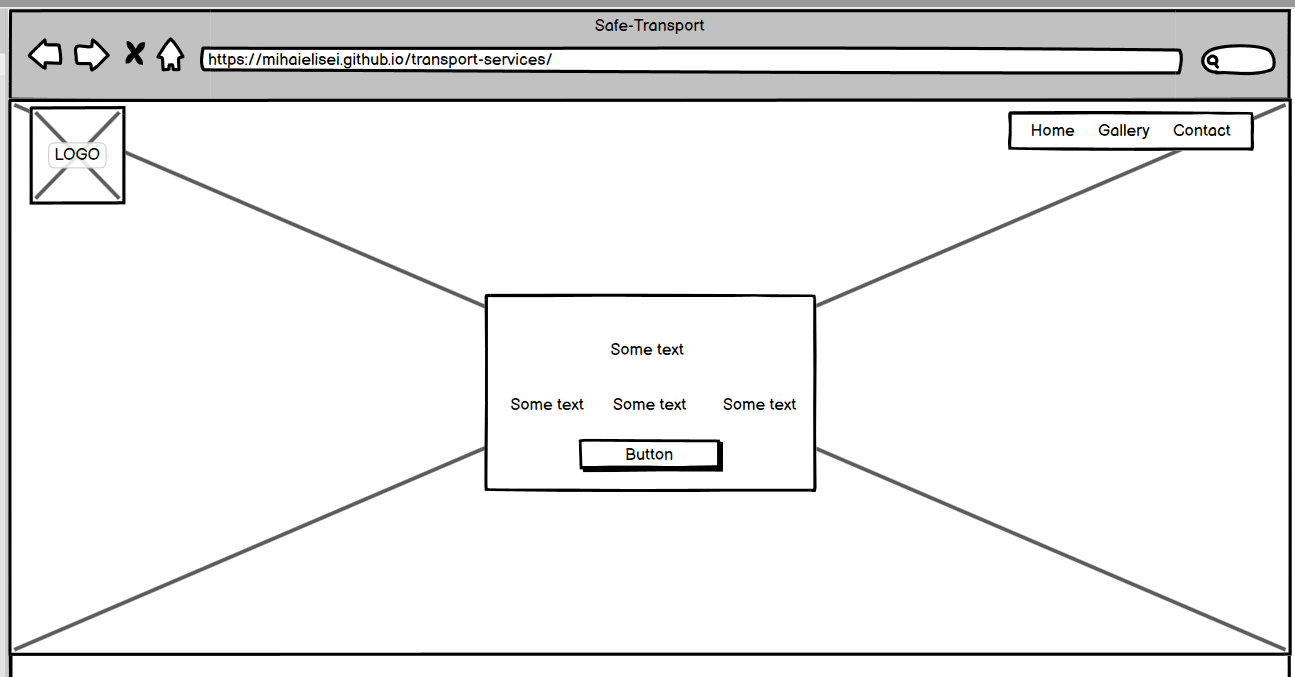 Safe-Transport
https://mihaielisei.github.io/transport-services/
LOGO
Home Gallery Contact
Some text
Some text Some text Some text
Button